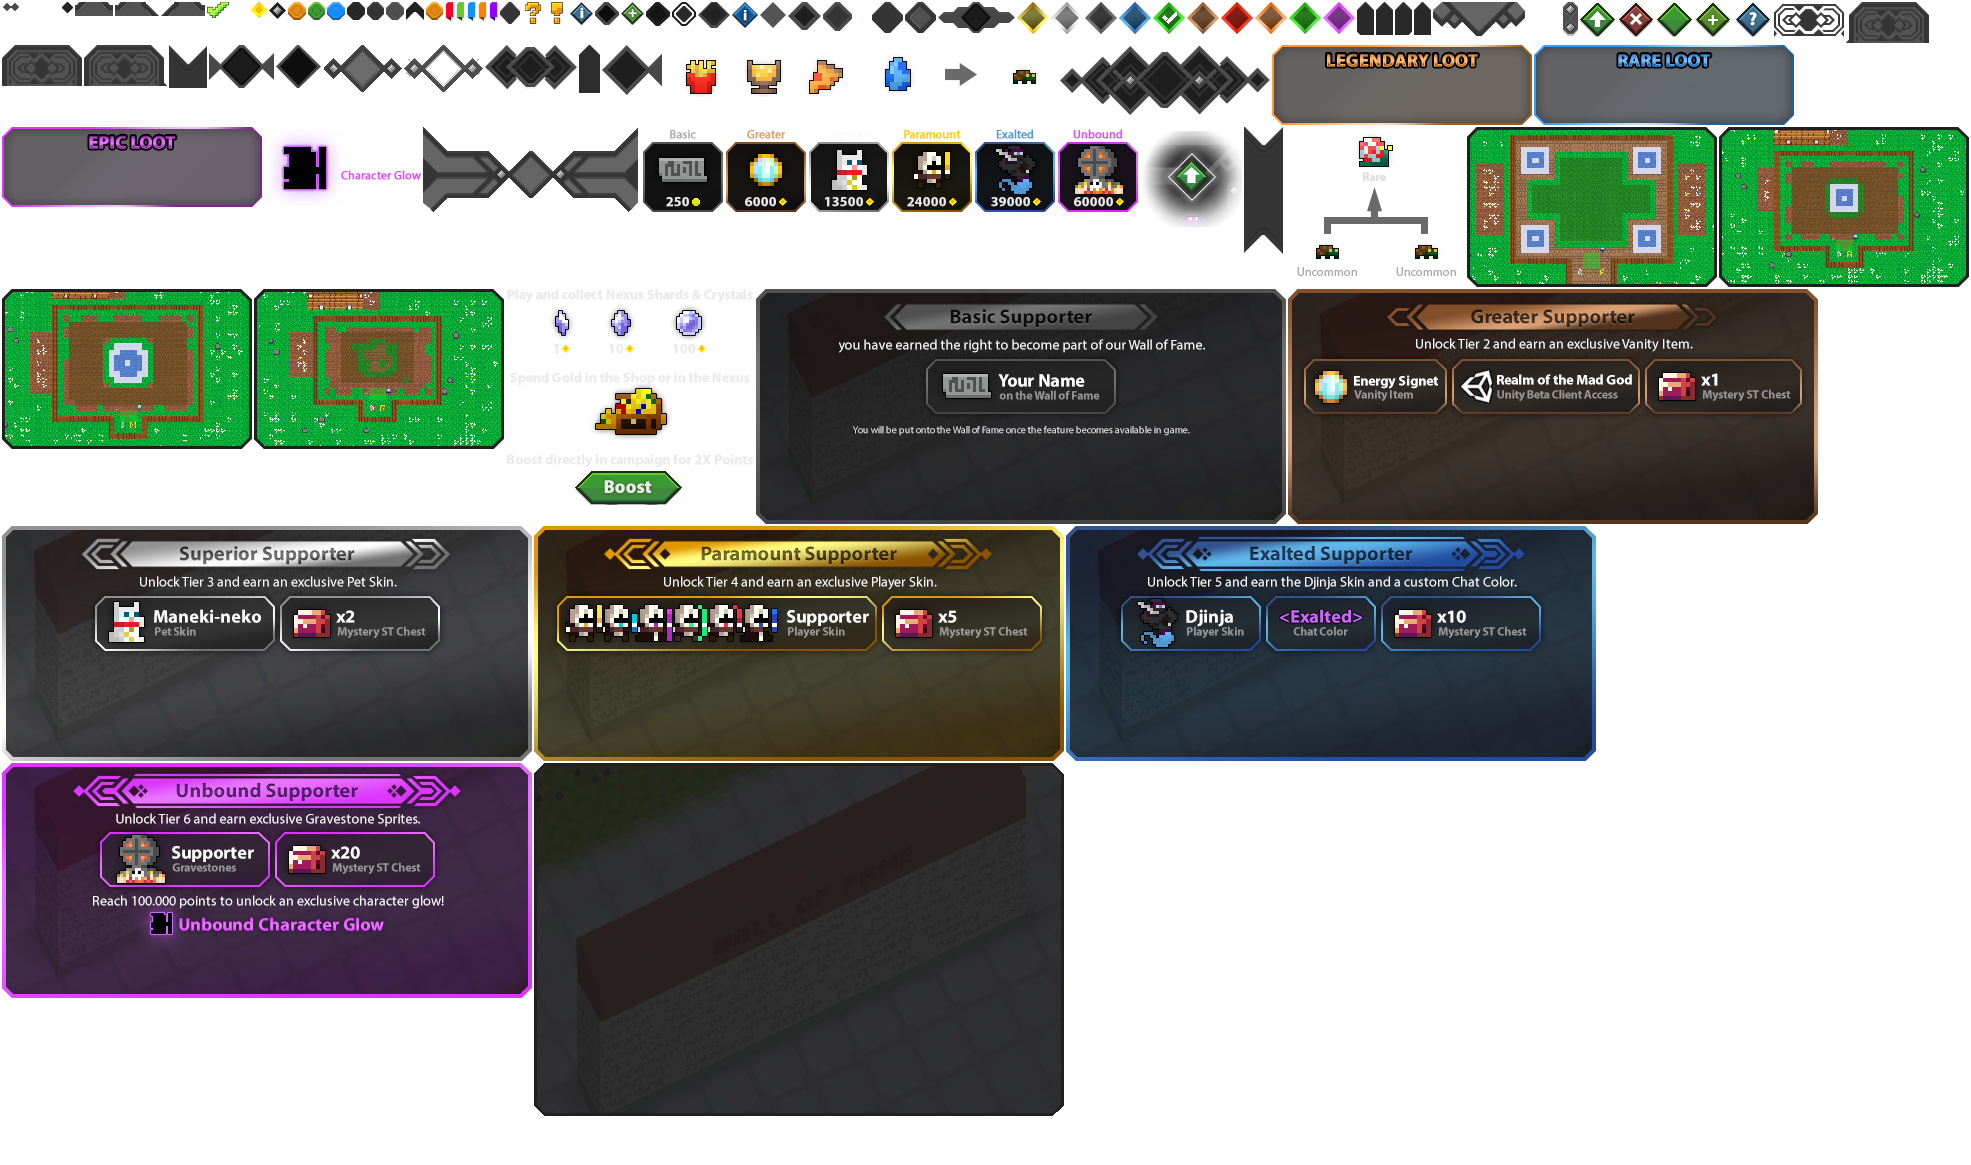 LEGENDARY LOOT
RARE LOOT
EPIC LOOT
Character Glow
Basic
Greater
Paramount
Exalted
Unbound
250
6000
13500
24000
39000
60000
Rare
Uncommon
Uncommon
Play and collect Nexus Shards & Crystals
1
10
100
Spend Gold in the Shop or in the Nexus
Boost directly in campaign for 2X Points
Boost
Basic Supporter
you have earned the right to become part of our Wall of Fame.
Your Name
on the Wall of Fame
You will be put onto the Wall of Fame once the feature becomes available in game.
Greater Supporter
Unlock Tier 2 and earn an exclusive Vanity Item.
Energy Signet
Vanity Item
Realm of the Mad God
Unity Beta Client Access
x1
Mystery ST Chest
Superior Supporter
Unlock Tier 3 and earn an exclusive Pet Skin.
Maneki-neko
Pet Skin
x2
Mystery ST Chest
Paramount Supporter
Unlock Tier 4 and earn an exclusive Player Skin.
Supporter
Player Skin
x5
Mystery ST Chest
Exalted Supporter
Unlock Tier 5 and earn the Djinja Skin and a custom Chat Color.
Djinja
Player Skin
<Exalted>
Chat Color
x10
Mystery ST Chest
Unbound Supporter
Unlock Tier 6 and earn exclusive Gravestone Sprites.
Supporter
Gravestones
x20
Mystery ST Chest
Reach 100.000 points to unlock an exclusive character glow!
Unbound Character Glow
WALL OF FAME